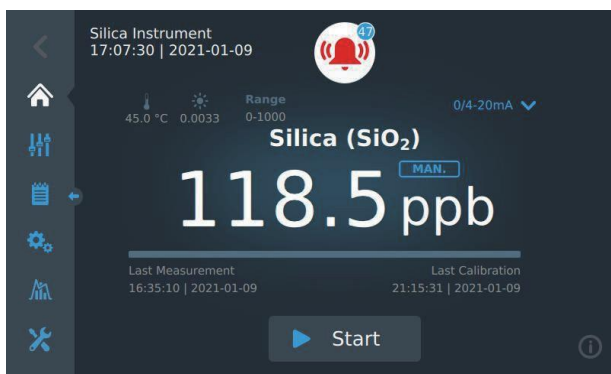 Silica Instrument
17:07:30 | 2021-01-09
47
Range
0/4-20mA
45.0 °C 0.0033 0-1000
Silica (SiO₂)
MAN.
118.5 ppb
Last Measurement Last Calibration
16:35:10 | 2021-01-09 21:15:31 | 2021-01-09
Start